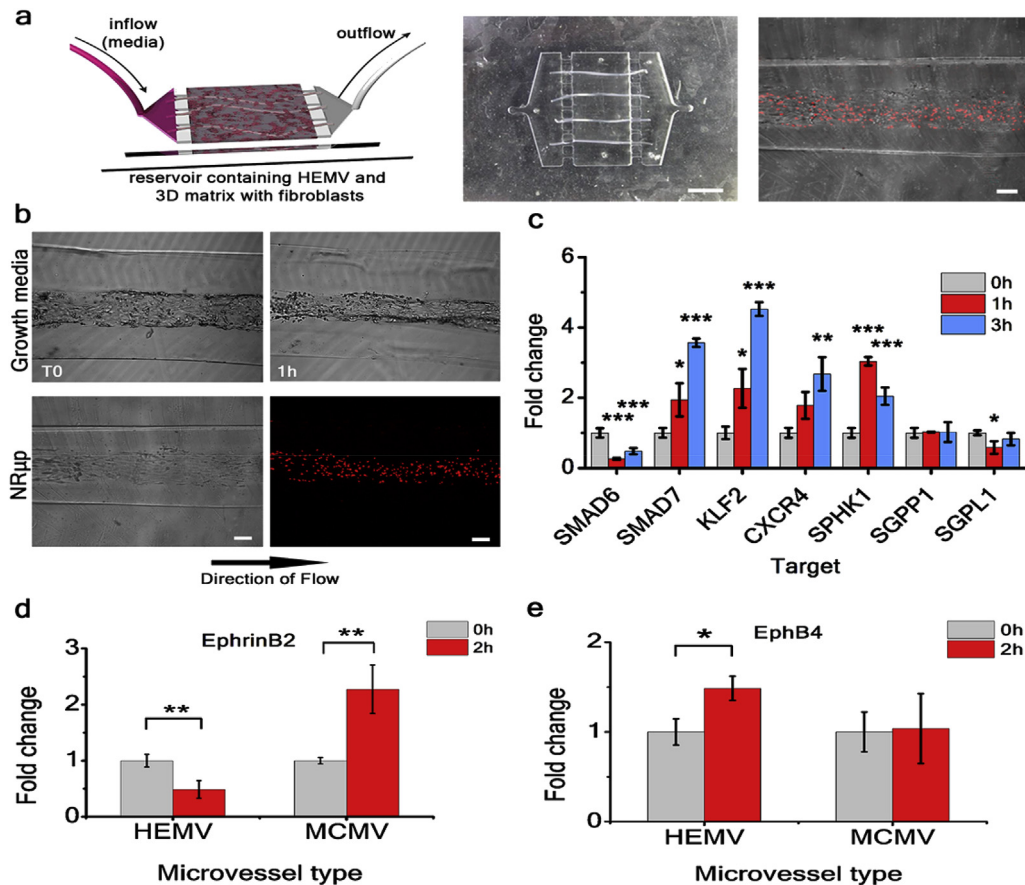 a
inflow
(media)
outflow
reservoir containing HEMV and
3D matrix with fibroblasts
b
Growth media
T0
1h
NRμp
Direction of Flow
c
Fold change
6
4
2
0
*** ***
* ***
* ***
**
*** ***
*
0h
1h
3h
SMAD6
SMAD7
KLF2
CXCR4
SPHK1
SGPP1
SGPL1
Target
d
EphrinB2
0h
2h
Fold change
3
2
1
0
**
**
HEMV
MCMV
Microvessel type
e
EphB4
0h
2h
Fold change
2
1
0
*
HEMV
MCMV
Microvessel type